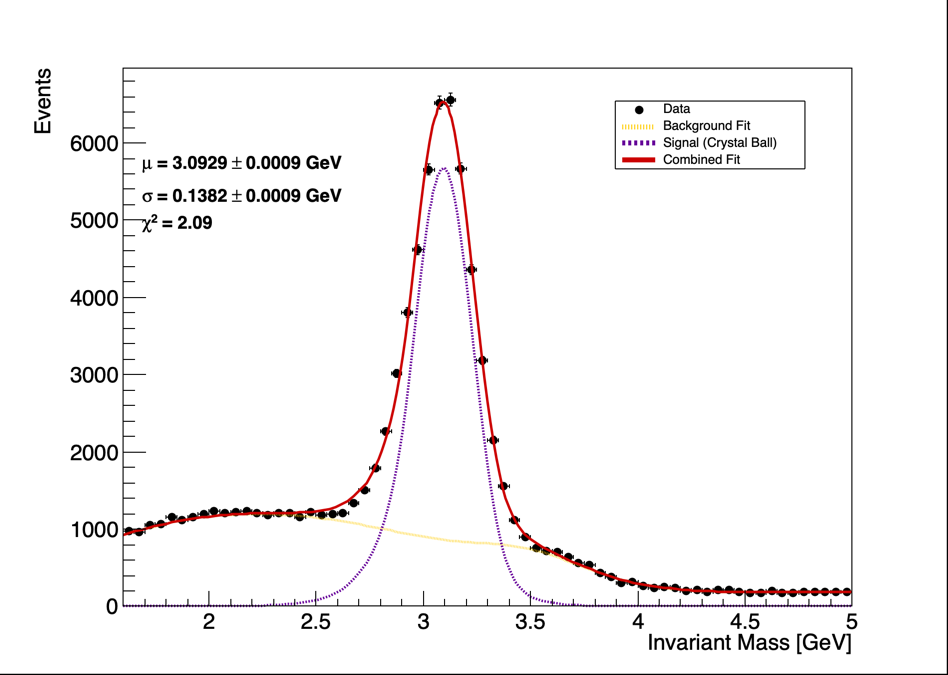 Events
6000
5000
4000
3000
2000
1000
0
μ = 3.0929 ± 0.0009 GeV
σ = 0.1382 ± 0.0009 GeV
χ² = 2.09
Data
Background Fit
Signal (Crystal Ball)
Combined Fit
2 2.5 3 3.5 4 4.5 5
Invariant Mass [GeV]